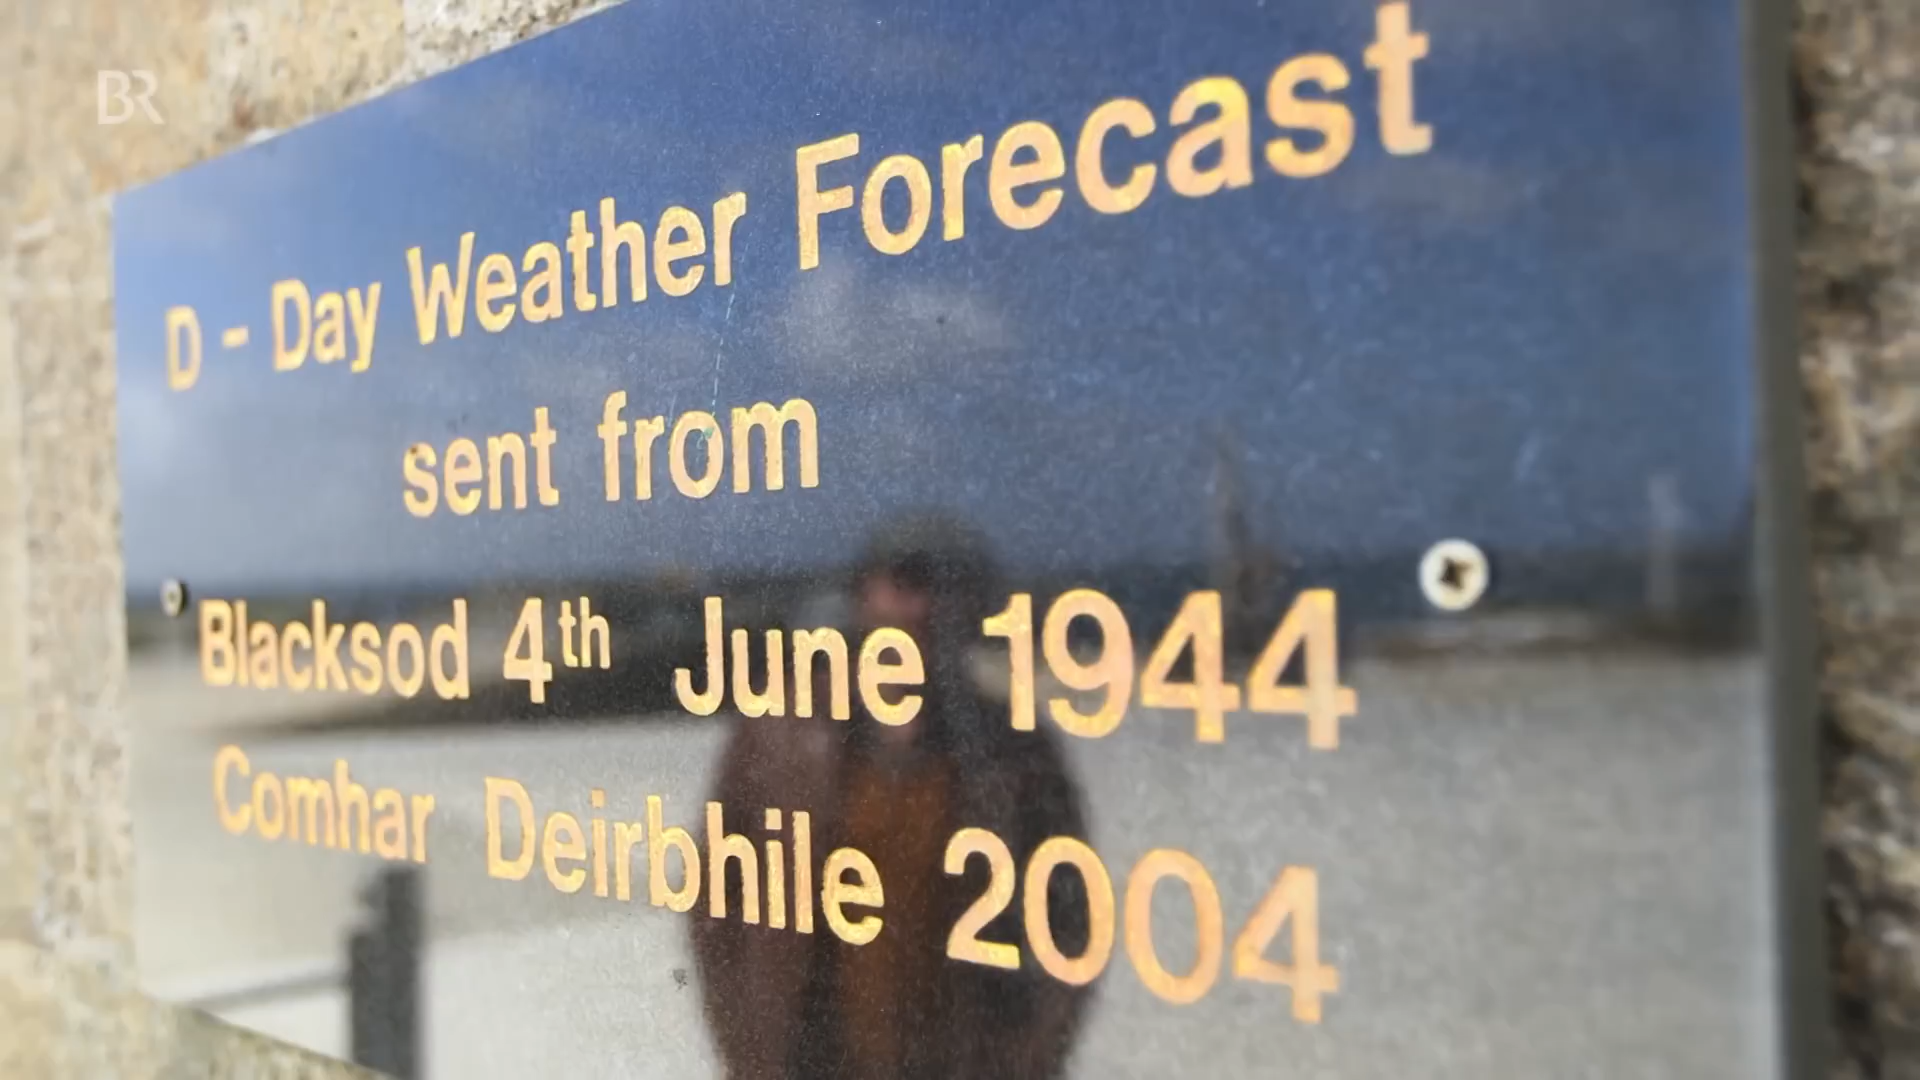 BR
D - Day Weather Forecast
sent from
Blacksod 4th June 1944
Comhar Deirbhile 2004